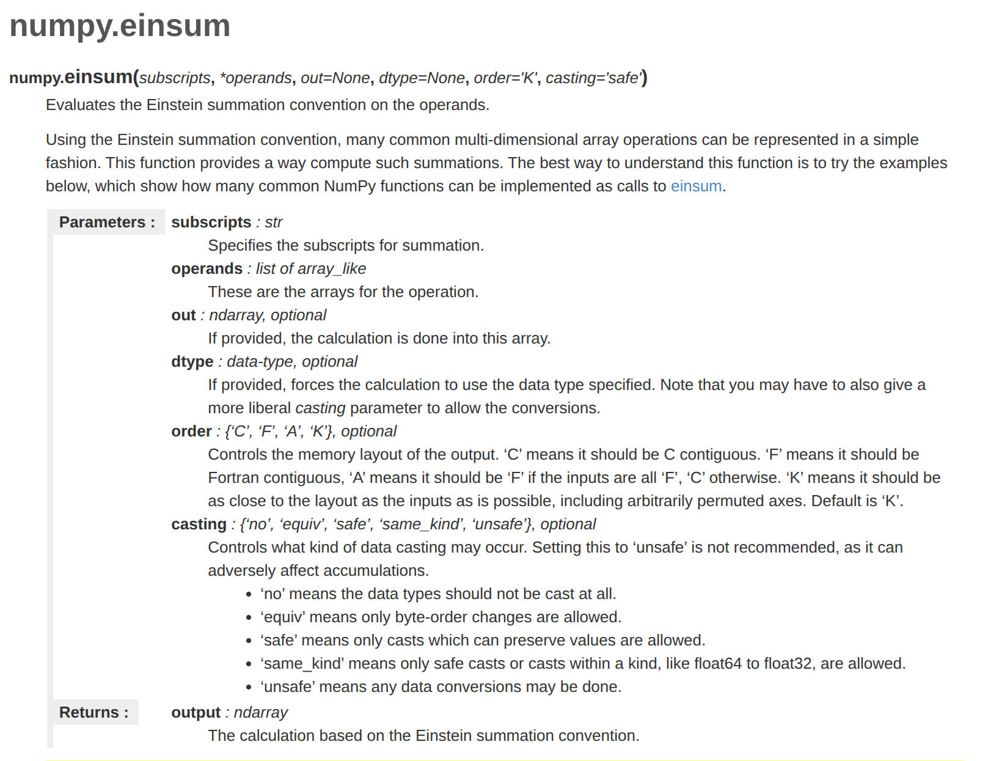 numpy.einsum
numpy.einsum(subscripts, *operands, out=None, dtype=None, order='K', casting='safe')
Evaluates the Einstein summation convention on the operands.
Using the Einstein summation convention, many common multi-dimensional array operations can be represented in a simple
fashion. This function provides a way compute such summations. The best way to understand this function is to try the examples
below, which show how many common NumPy functions can be implemented as calls to einsum.
Parameters : subscripts : str
Specifies the subscripts for summation.
operands : list of array_like
These are the arrays for the operation.
out : ndarray, optional
If provided, the calculation is done into this array.
dtype : data-type, optional
If provided, forces the calculation to use the data type specified. Note that you may have to also give a
more liberal casting parameter to allow the conversions.
order : {‘C’, ‘F’, ‘A’, ‘K’}, optional
Controls the memory layout of the output. ‘C’ means it should be C contiguous. ‘F’ means it should be
Fortran contiguous, ‘A’ means it should be ‘F’ if the inputs are all ‘F’, ‘C’ otherwise. ‘K’ means it should be
as close to the layout as the inputs as is possible, including arbitrarily permuted axes. Default is ‘K’.
casting : {‘no’, ‘equiv’, ‘safe’, ‘same_kind’, ‘unsafe’}, optional
Controls what kind of data casting may occur. Setting this to ‘unsafe’ is not recommended, as it can
adversely affect accumulations.
• ‘no’ means the data types should not be cast at all.
• ‘equiv’ means only byte-order changes are allowed.
• ‘safe’ means only casts which can preserve values are allowed.
• ‘same_kind’ means only safe casts or casts within a kind, like float64 to float32, are allowed.
• ‘unsafe’ means any data conversions may be done.
Returns : output : ndarray
The calculation based on the Einstein summation convention.